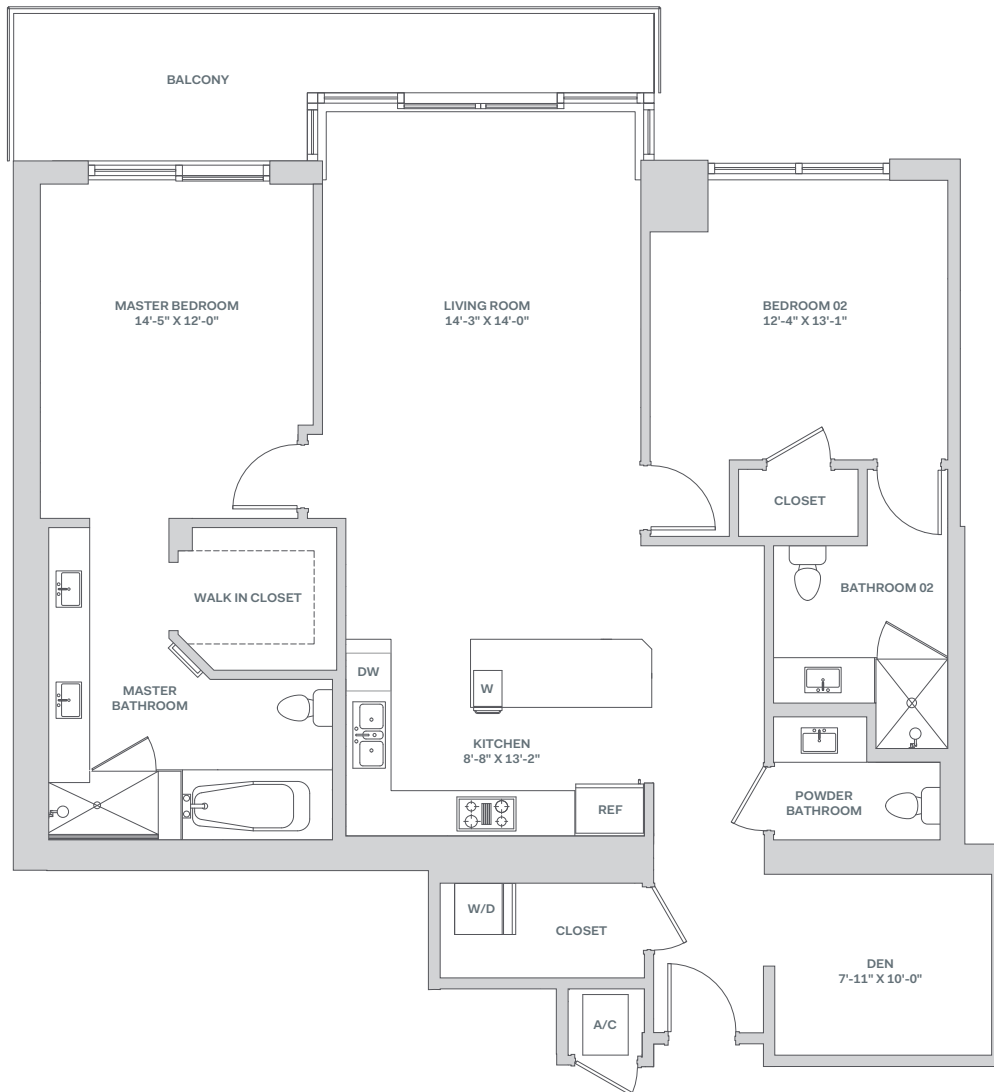 BALCONY
MASTER BEDROOM
14'-5" X 12'-0"
LIVING ROOM
14'-3" X 14'-0"
BEDROOM 02
12'-4" X 13'-1"
CLOSET
BATHROOM 02
WALK IN CLOSET
DW
W
MASTER
BATHROOM
KITCHEN
8'-8" X 13'-2"
REF
POWDER
BATHROOM
W/D
CLOSET
DEN
7'-11" X 10'-0"
A/C